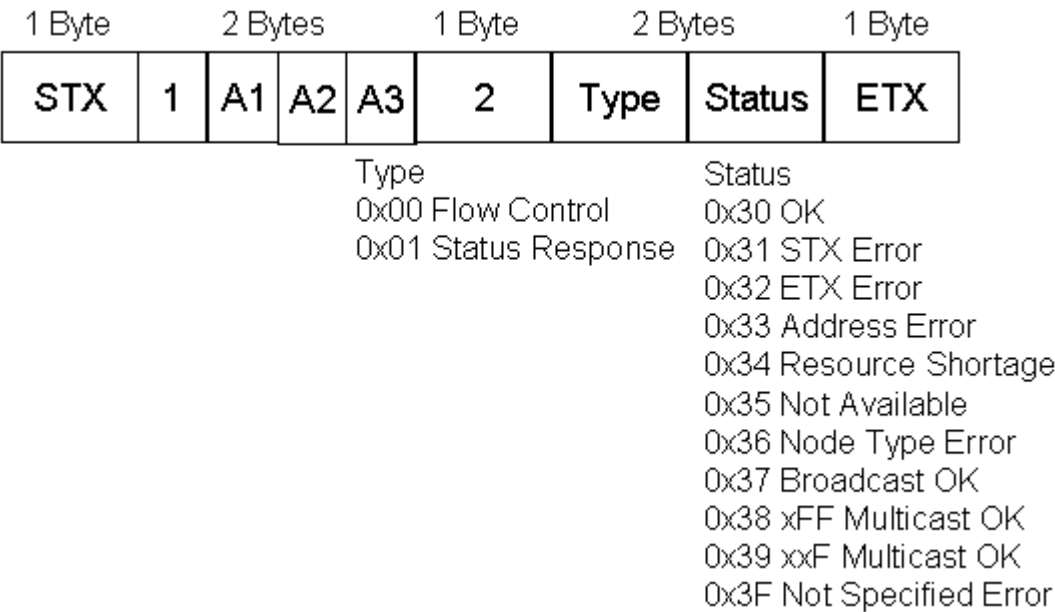 1 Byte 2 Bytes 1 Byte 2 Bytes 1 Byte
STX 1 A1 A2 A3 2 Type Status ETX
Type
0x00 Flow Control
0x01 Status Response
Status
0x30 OK
0x31 STX Error
0x32 ETX Error
0x33 Address Error
0x34 Resource Shortage
0x35 Not Available
0x36 Node Type Error
0x37 Broadcast OK
0x38 xFF Multicast OK
0x39 xxF Multicast OK
0x3F Not Specified Error